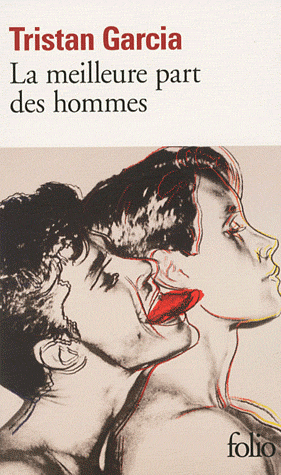 Tristan Garcia
La meilleure part
des hommes
folio